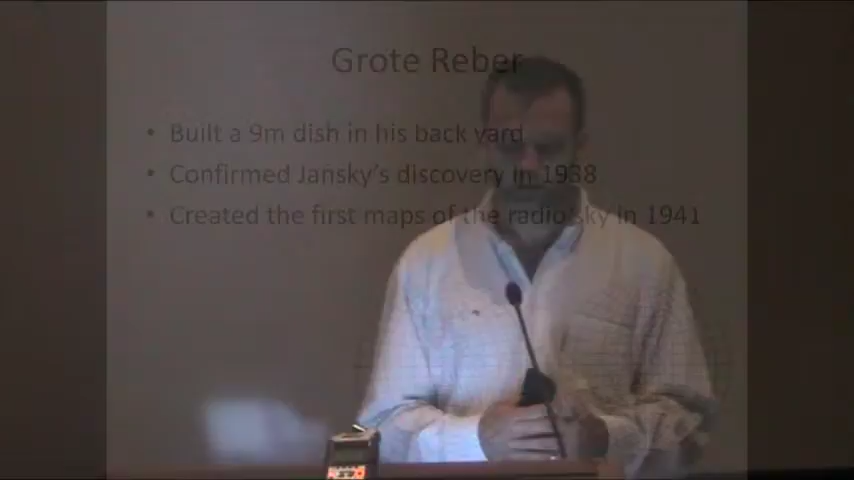 Grote Reber
• Built a 9m dish in his back yard
• Confirmed Jansky's discovery in 1938
• Created the first maps of the radio sky in 1941